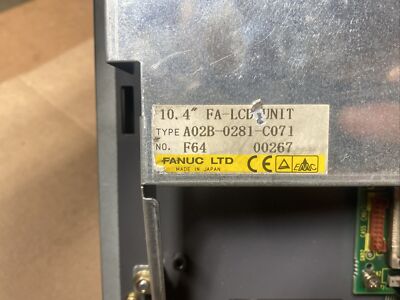 10.4″ FA-LCD UNIT
TYPE A02B-0281-C071
NO. F64 00267
FANUC LTD
MADE IN JAPAN